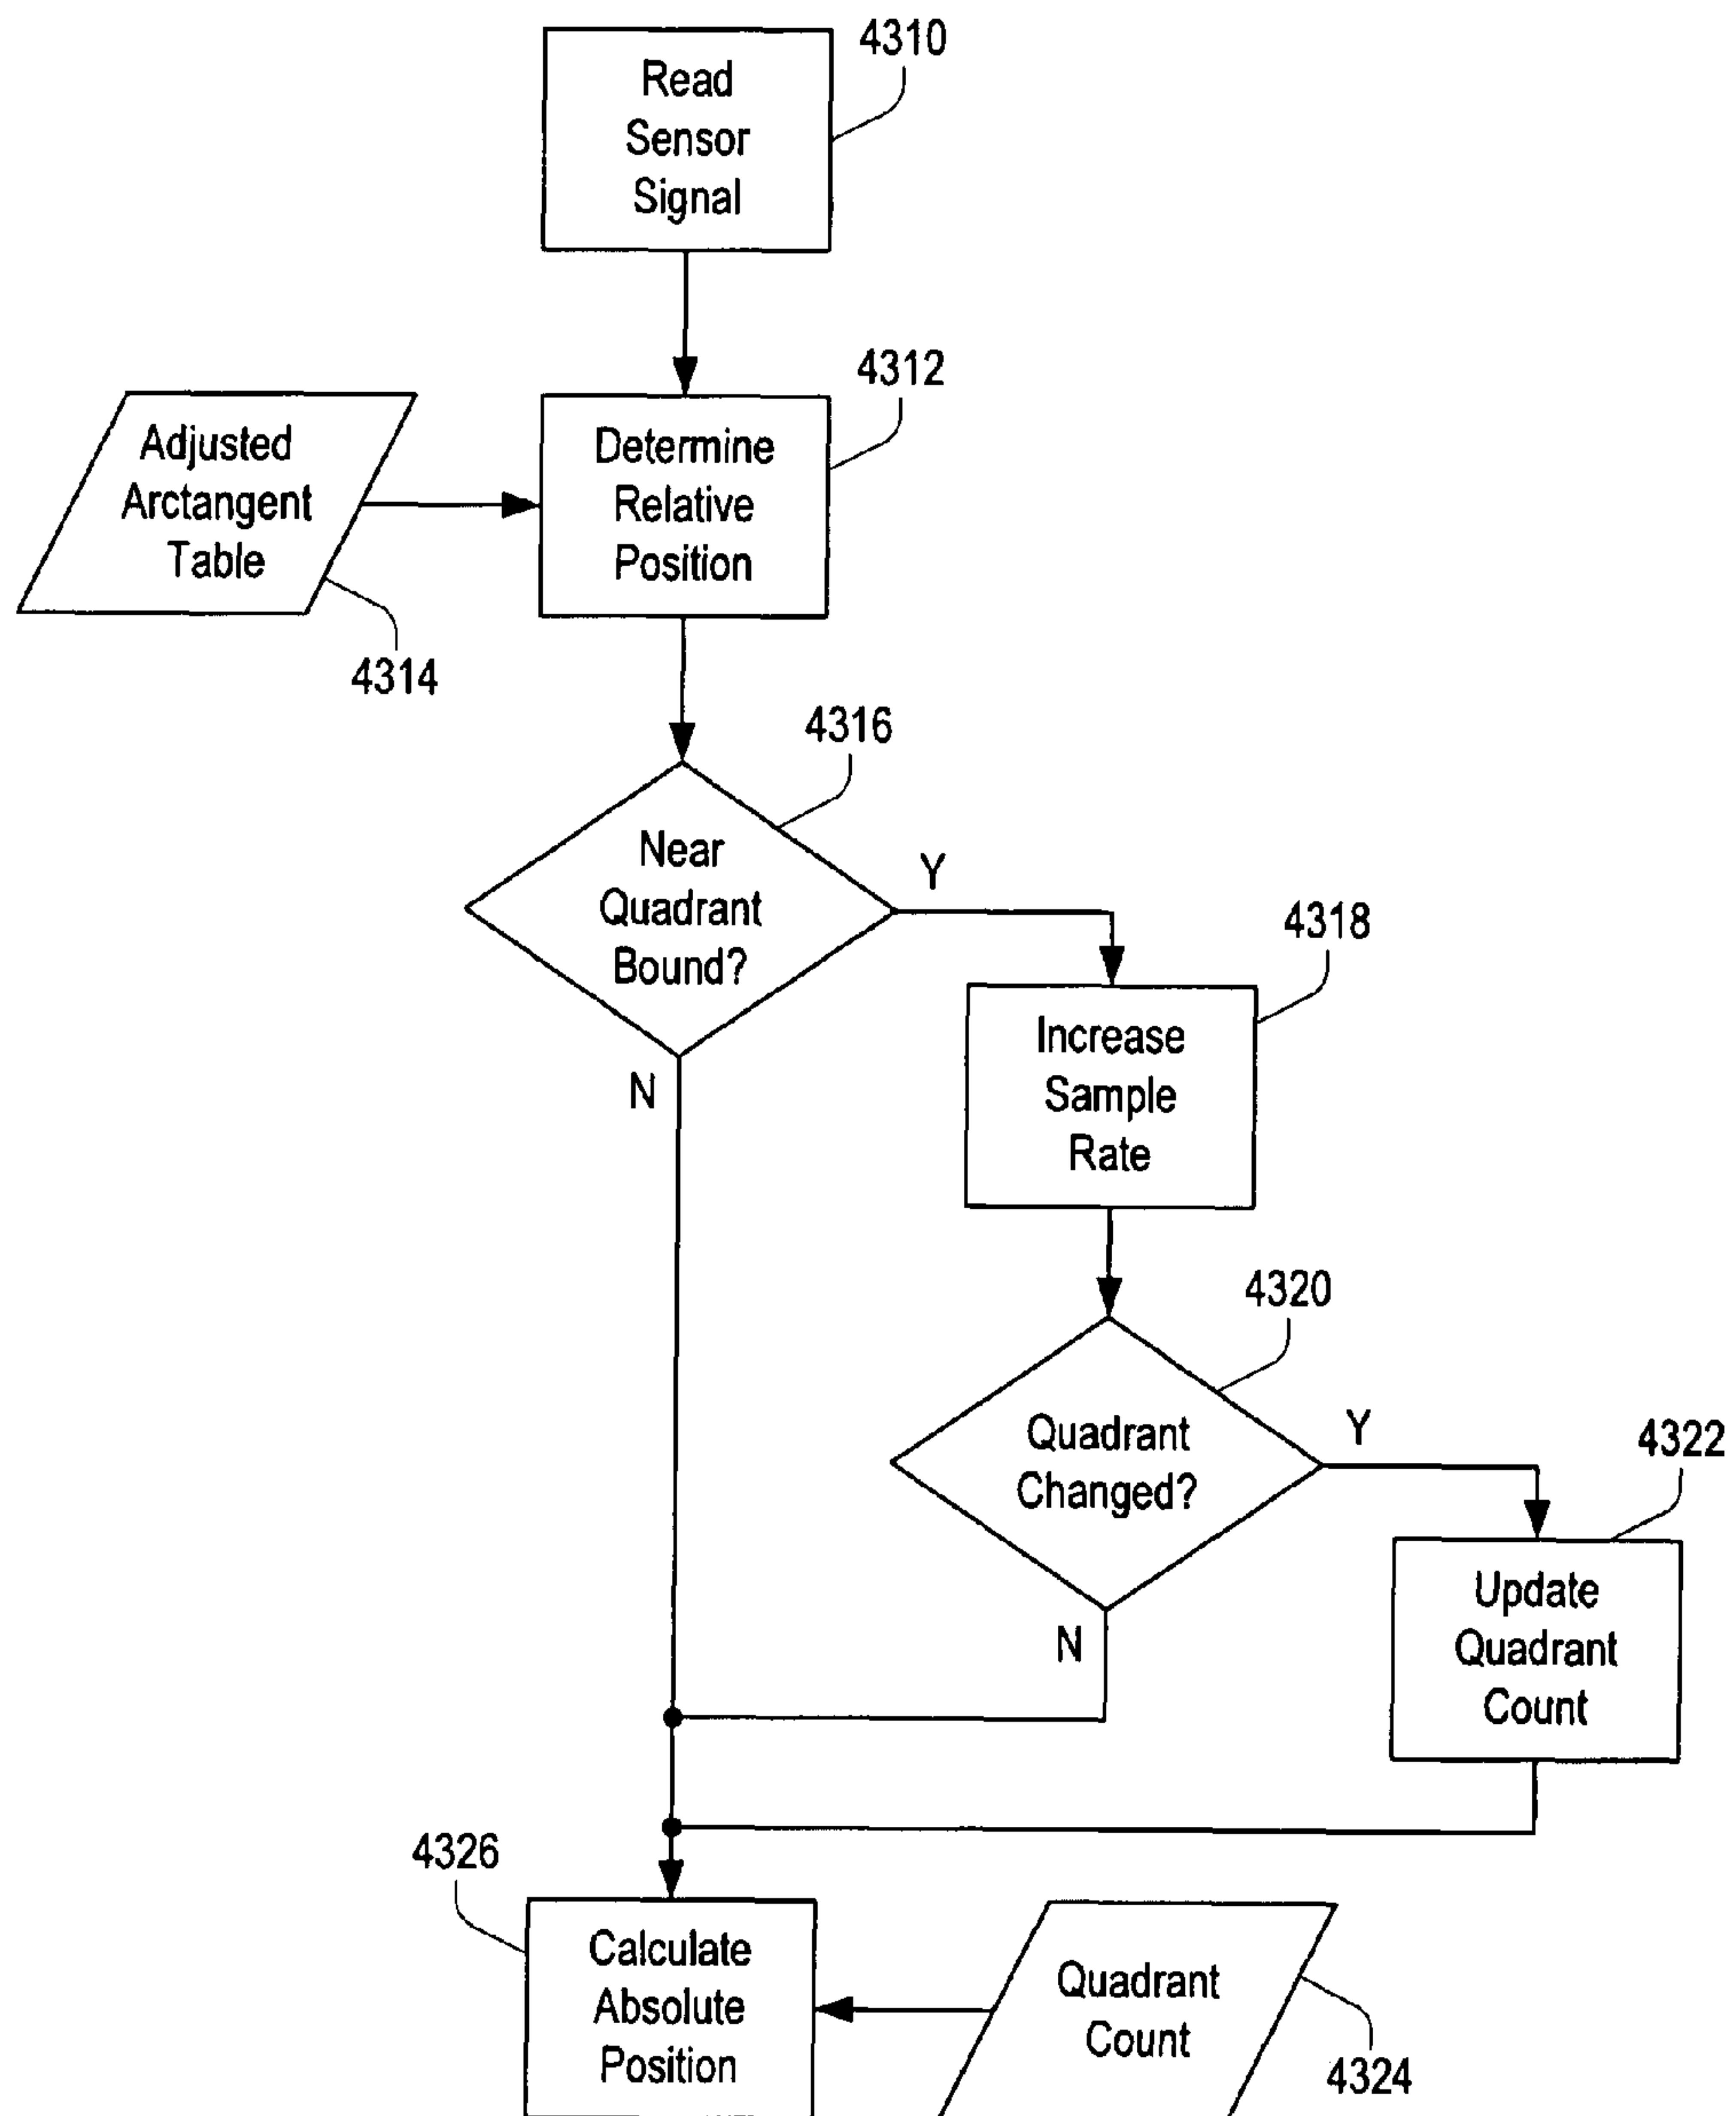 4310
Read
Sensor
Signal
4312
Adjusted
Arctangent
Table
Determine
Relative
Position
4314
4316
Near
Quadrant
Bound?
Y
N
4318
Increase
Sample
Rate
4320
Quadrant
Changed?
Y
N
4322
Update
Quadrant
Count
4326
Calculate
Absolute
Position
Quadrant
Count
4324